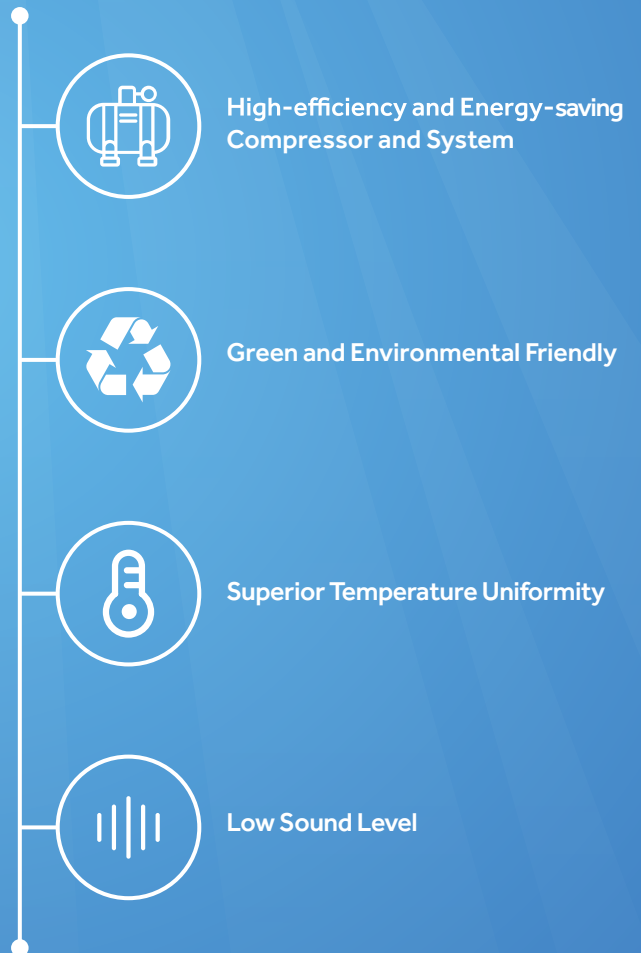 High-efficiency and Energy-saving
Compressor and System
Green and Environmental Friendly
Superior Temperature Uniformity
Low Sound Level